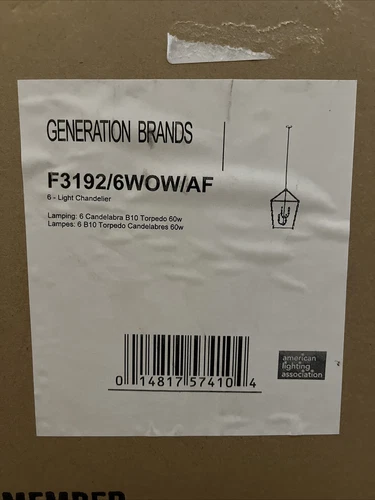 GENERATION BRANDS
F3192/6WOW/AF
6 - Light Chandelier
Lamping: 6 Candelabra B10 Torpedo 60w
Lampes: 6 B10 Torpedo Candelabres 60w
0 14817 57410 4
american
lighting
association
MEMBER